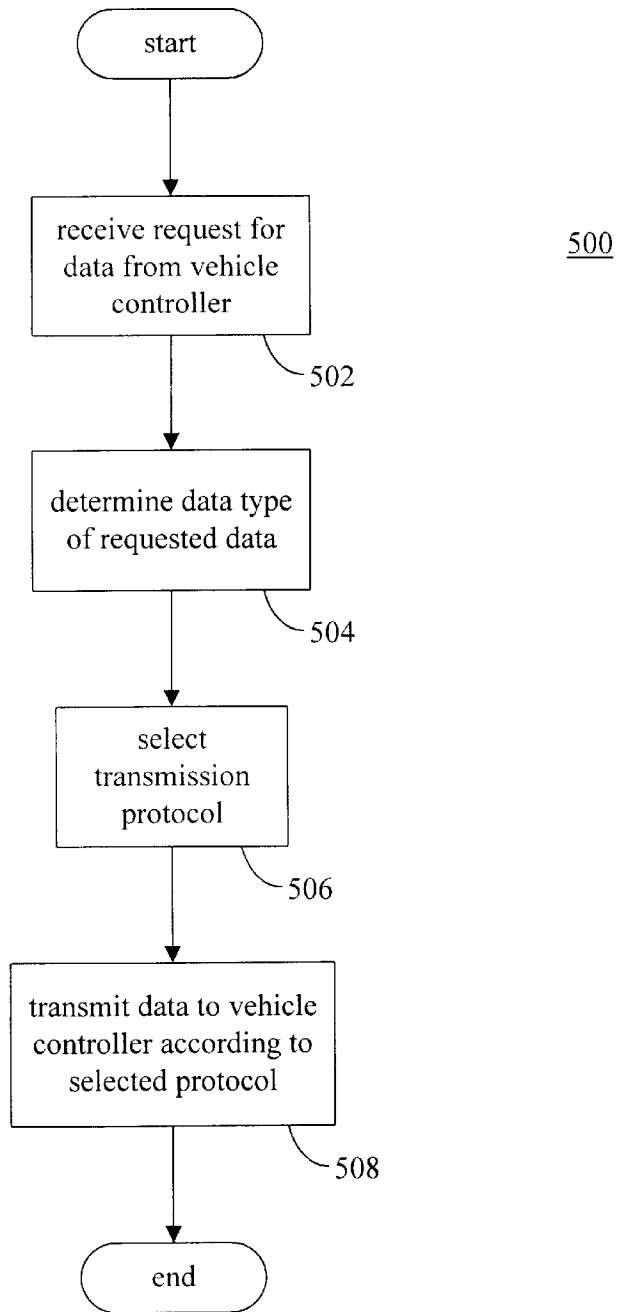 start
receive request for
data from vehicle
controller
500
502
determine data type
of requested data
504
select
transmission
protocol
506
transmit data to vehicle
controller according to
selected protocol
508
end